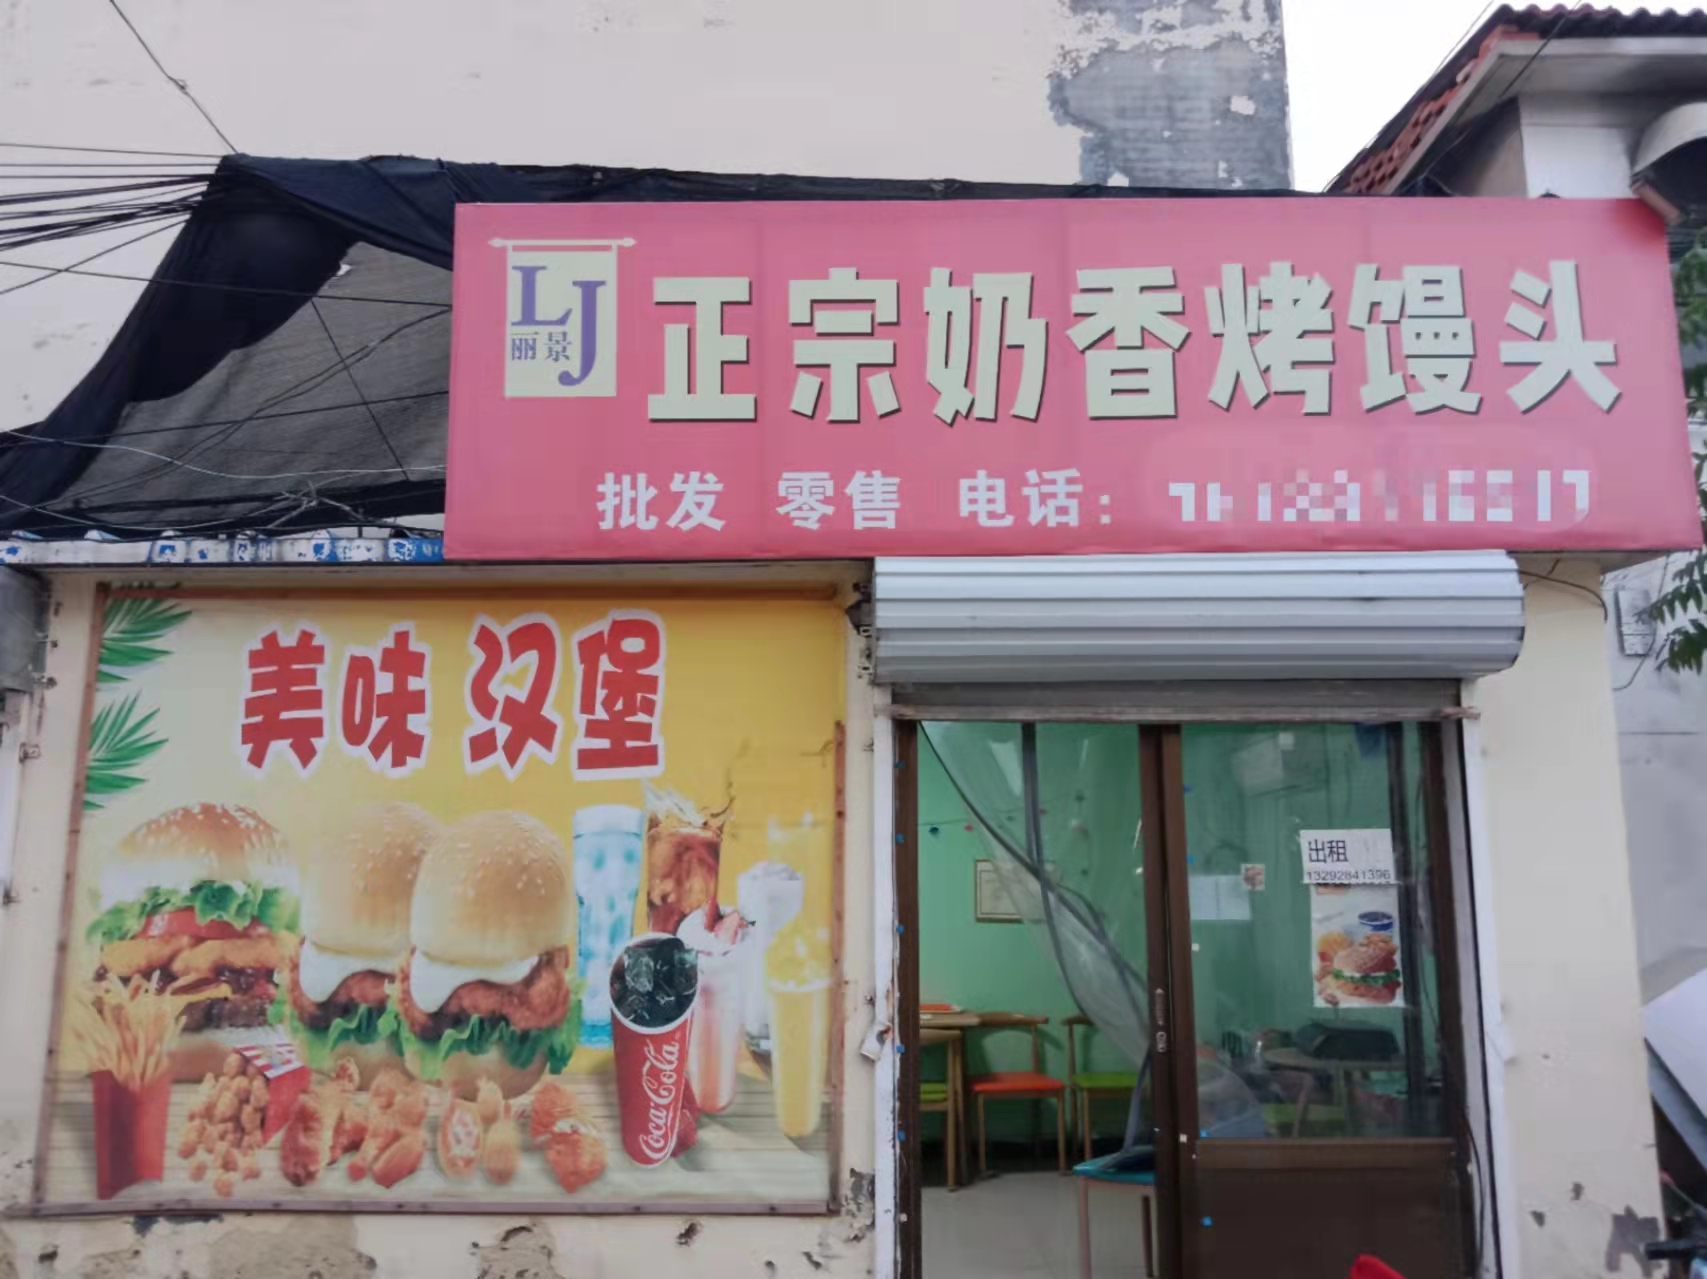 LJ
丽景
正宗奶香烤馒头
批发 零售 电话:
美味 汉堡
出租
13292841396
Coca-Cola